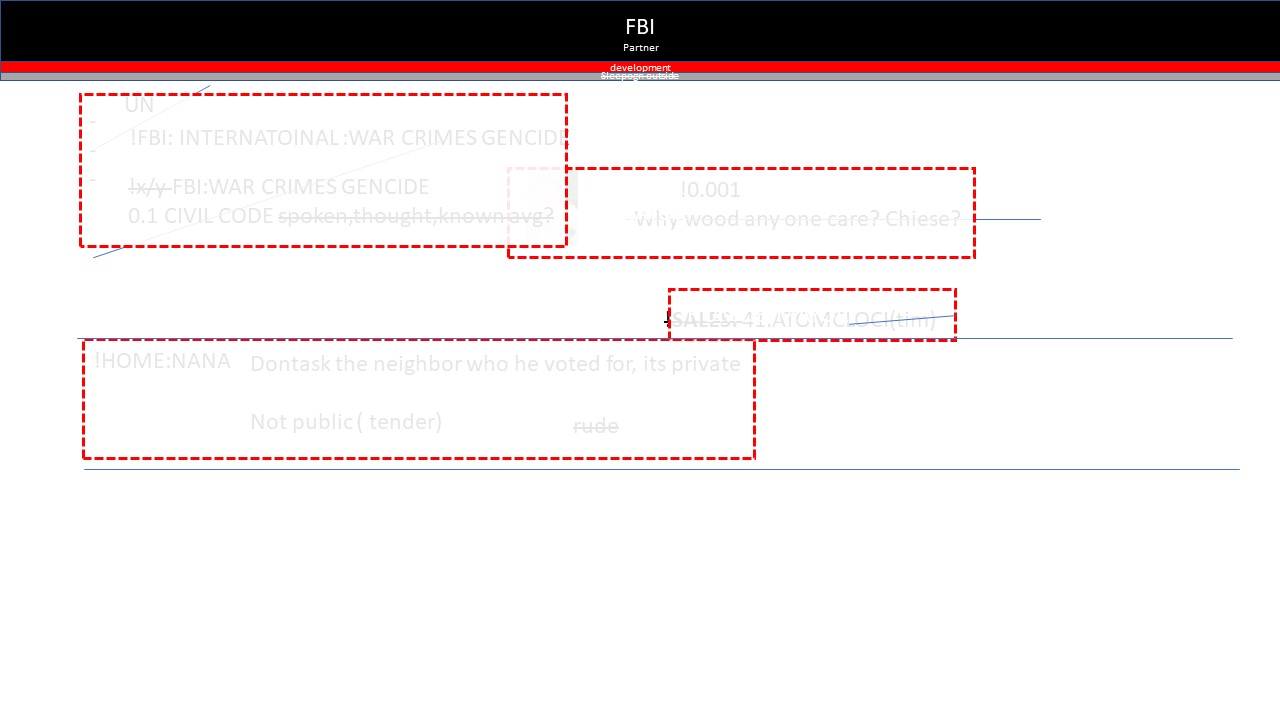 FBI
Partner
development
Sleepogn outside
UN
!FBI: INTERNATOINAL :WAR CRIMES GENCIDE
!x/y FBI:WAR CRIMES GENCIDE
0.1 CIVIL CODE spoken,thought,known avg?
!0.001
Why wood any one care? Chiese?
!SALES:-41.ATOMCLOCI(tim)
!HOME:NANA
Dontask the neighbor who he voted for, its private
Not public ( tender)
rude